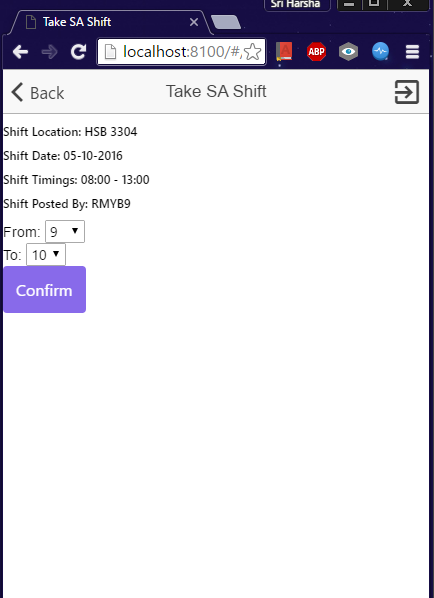 Sri Harsha
Take SA Shift
localhost:8100/#/
ABP
Back
Take SA Shift
Shift Location: HSB 3304
Shift Date: 05-10-2016
Shift Timings: 08:00 - 13:00
Shift Posted By: RMYB9
From: 9
To: 10
Confirm